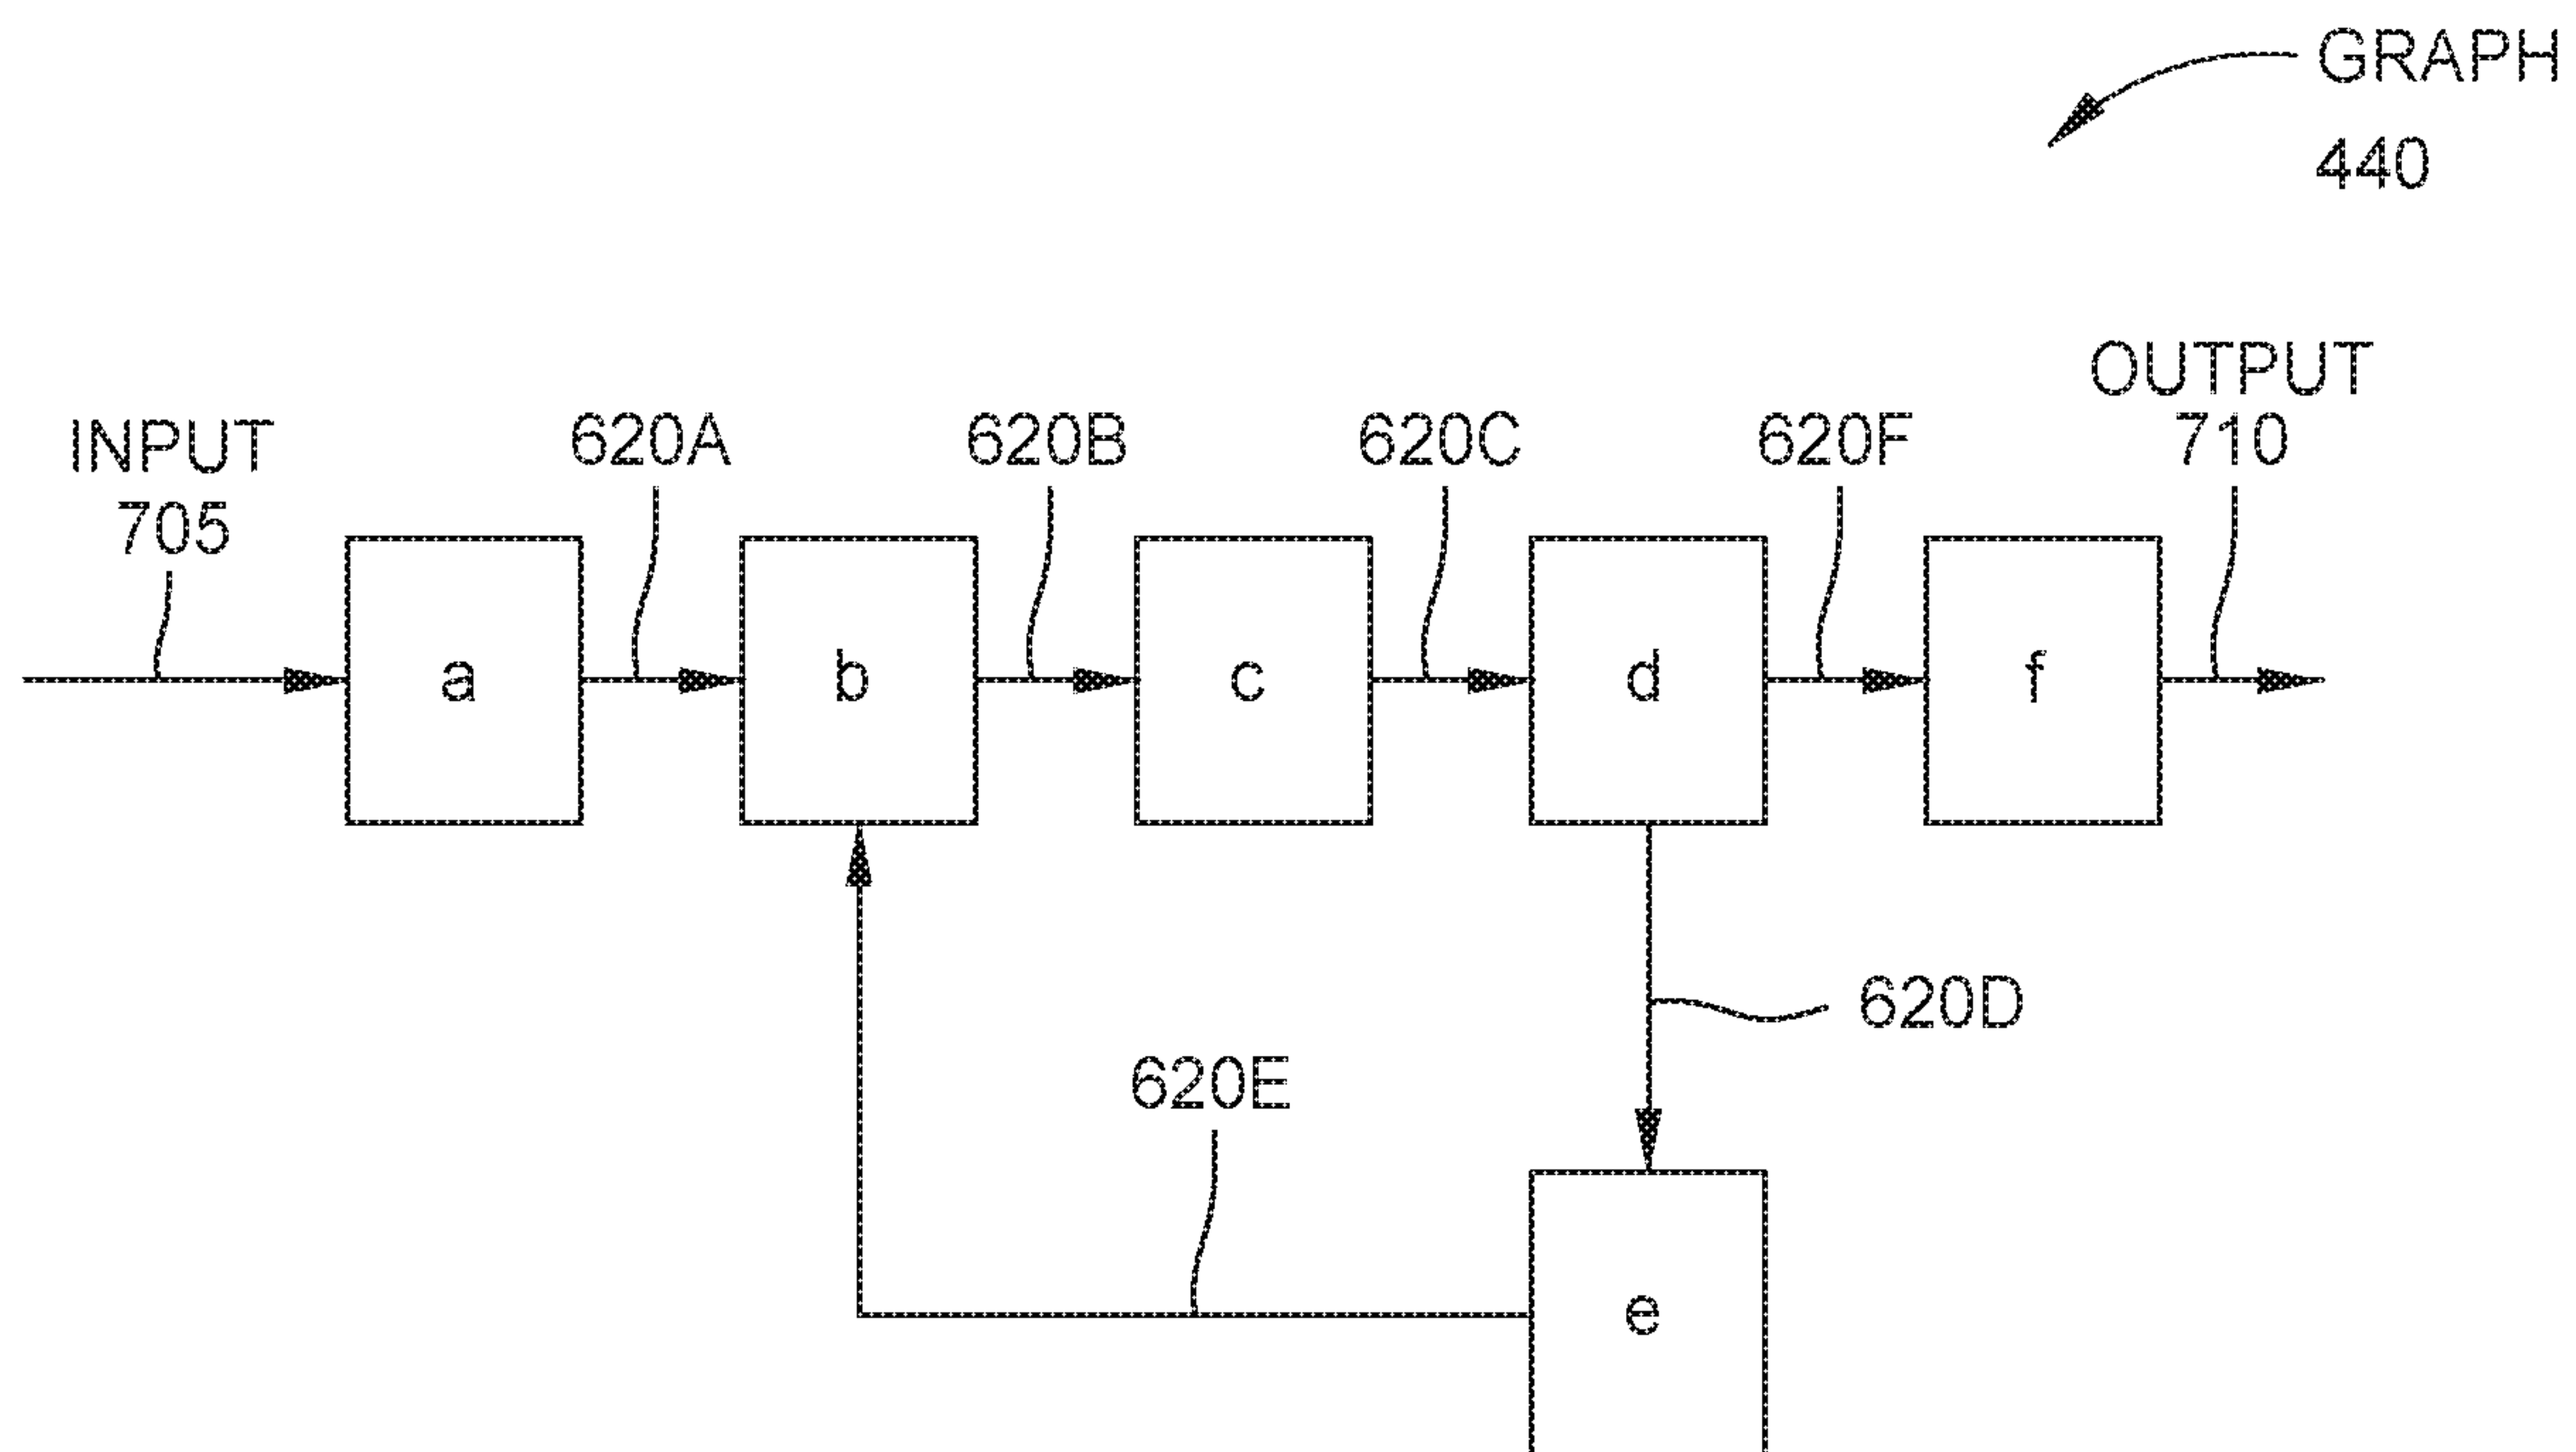 GRAPH
440
OUTPUT
710
INPUT
705
620A
620B
620C
620F
a
b
c
d
f
620D
620E
e